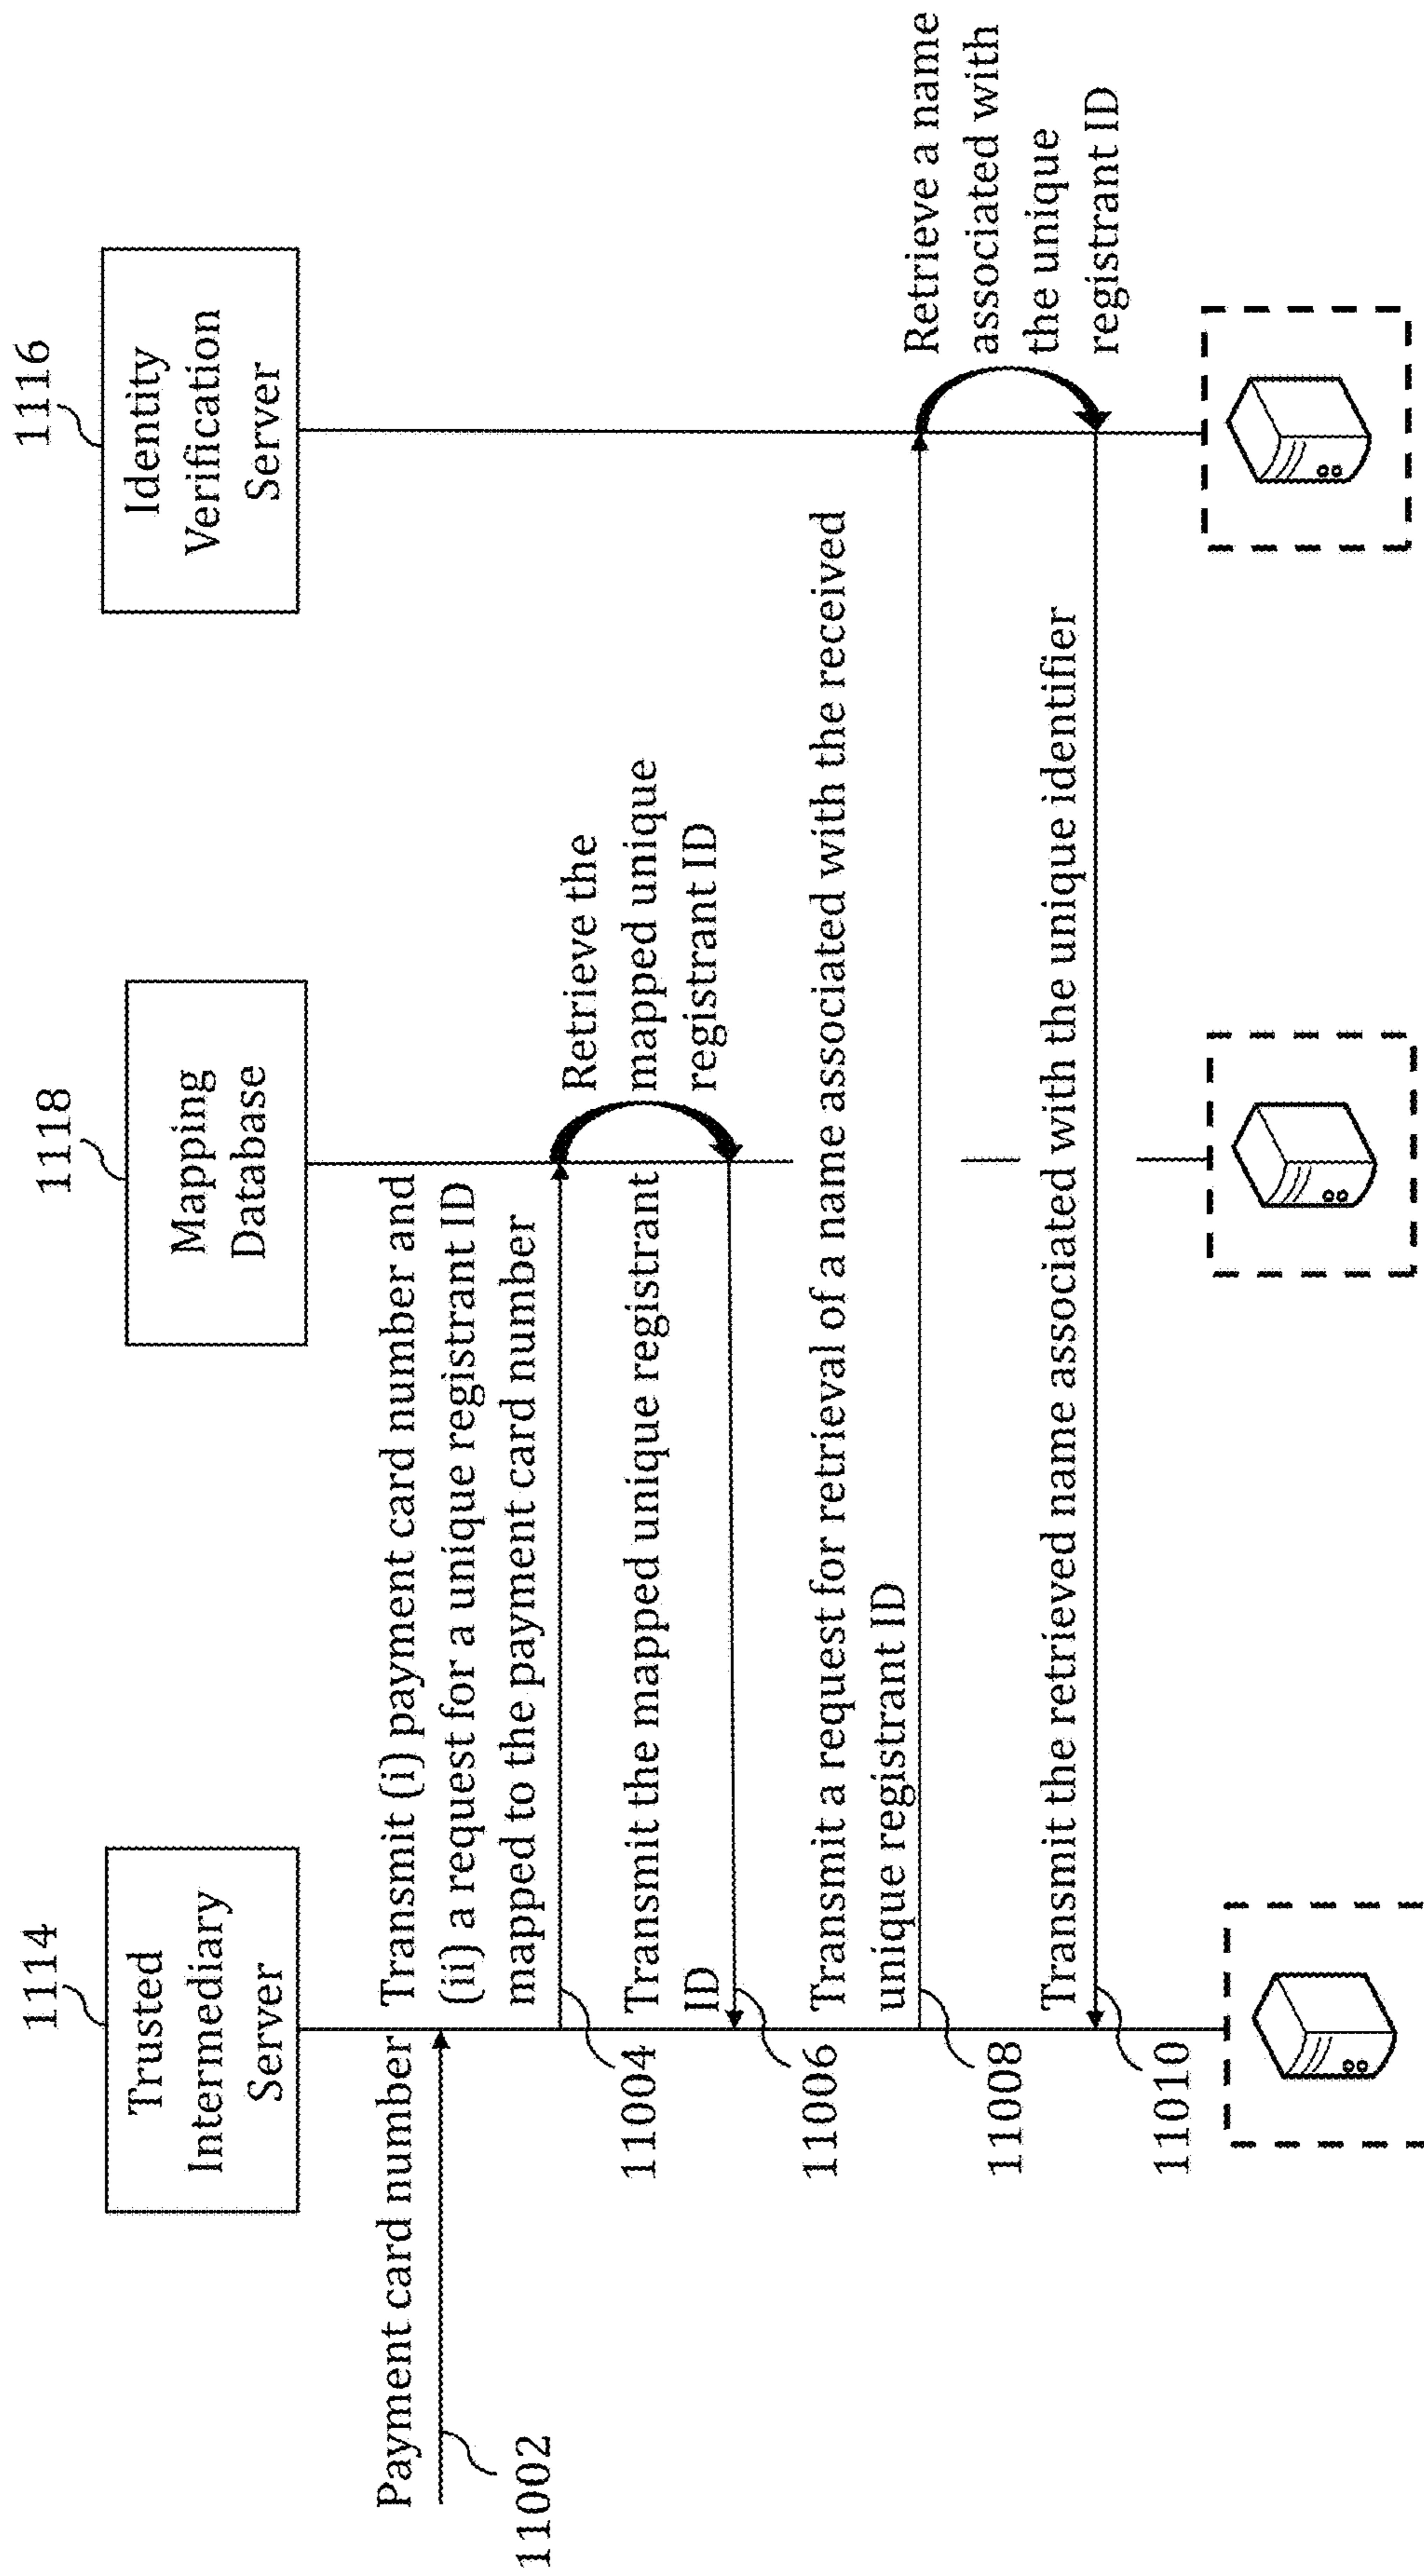 1114
Trusted
Intermediary
Server
1118
Mapping
Database
1116
Identity
Verification
Server
Payment card number
11002
Transmit (i) payment card number and
(ii) a request for a unique registrant ID
mapped to the payment card number
11004
Retrieve the
mapped unique
registrant ID
Transmit the mapped unique registrant
ID
11006
Transmit a request for retrieval of a name associated with the received
unique registrant ID
11008
Retrieve a name
associated with
the unique
registrant ID
Transmit the retrieved name associated with the unique identifier
11010